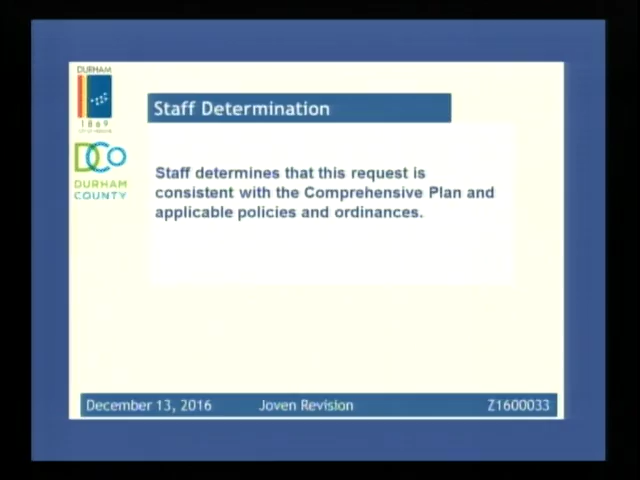 DURHAM
1869
Staff Determination
DCo
DURHAM
COUNTY
Staff determines that this request is
consistent with the Comprehensive Plan and
applicable policies and ordinances.
December 13, 2016 Joven Revision Z1600033